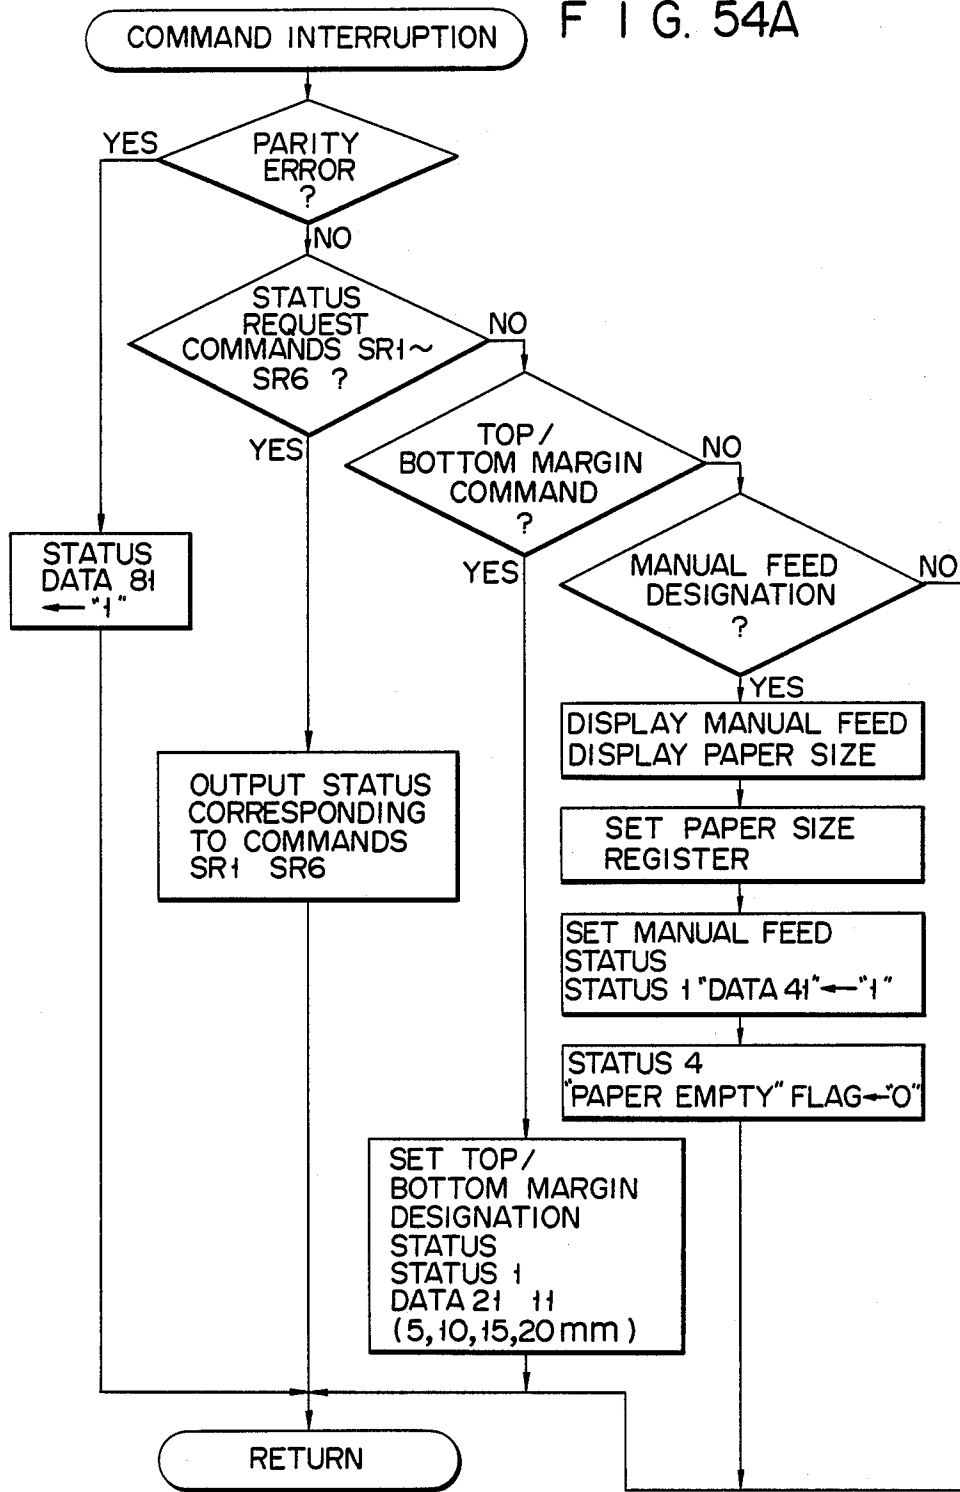 F I G. 54A
COMMAND INTERRUPTION
YES
PARITY
ERROR
?
NO
STATUS
REQUEST
COMMANDS SR1~
SR6 ?
NO
YES
TOP/
BOTTOM MARGIN
COMMAND
?
NO
YES
MANUAL FEED
DESIGNATION
?
NO
YES
STATUS
DATA 81
←"1"
OUTPUT STATUS
CORRESPONDING
TO COMMANDS
SR1 SR6
DISPLAY MANUAL FEED
DISPLAY PAPER SIZE
SET PAPER SIZE
REGISTER
SET MANUAL FEED
STATUS
STATUS 1 "DATA 41"←"1"
STATUS 4
"PAPER EMPTY" FLAG←"0"
SET TOP/
BOTTOM MARGIN
DESIGNATION
STATUS
STATUS 1
DATA 21 11
(5,10,15,20mm)
RETURN